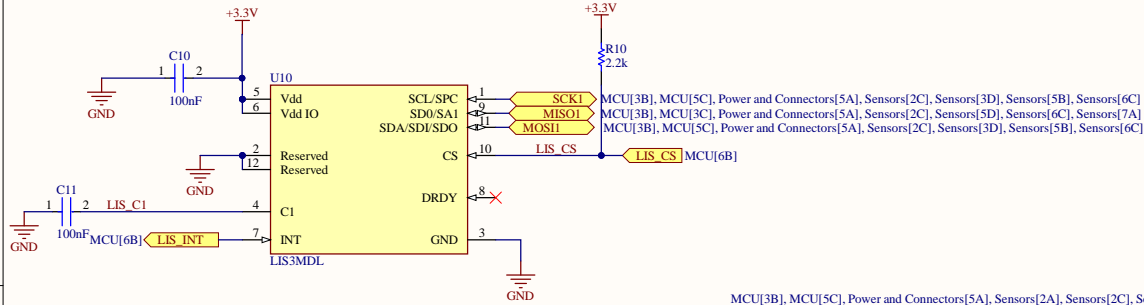 +3.3V
+3.3V
C10
1
2
100nF
GND
R10
2.2k
U10
5
Vdd
6
Vdd IO
SCL/SPC
1
SCK1
MCU[3B], MCU[5C], Power and Connectors[5A], Sensors[2C], Sensors[3D], Sensors[5B], Sensors[6C]
SD0/SA1
9
MISO1
MCU[3B], MCU[3C], Power and Connectors[5A], Sensors[2C], Sensors[5D], Sensors[6C], Sensors[7A]
SDA/SDI/SDO
11
MOSI1
MCU[3B], MCU[5C], Power and Connectors[5A], Sensors[2C], Sensors[3D], Sensors[5B], Sensors[6C]
2
Reserved
12
Reserved
GND
CS
10
LIS_CS
LIS_CS
MCU[6B]
C11
1
2
100nF
GND
LIS_C1
4
C1
DRDY
8
MCU[6B]
LIS_INT
7
INT
GND
3
GND
LIS3MDL
MCU[3B], MCU[5C], Power and Connectors[5A], Sensors[2A], Sensors[2C], S